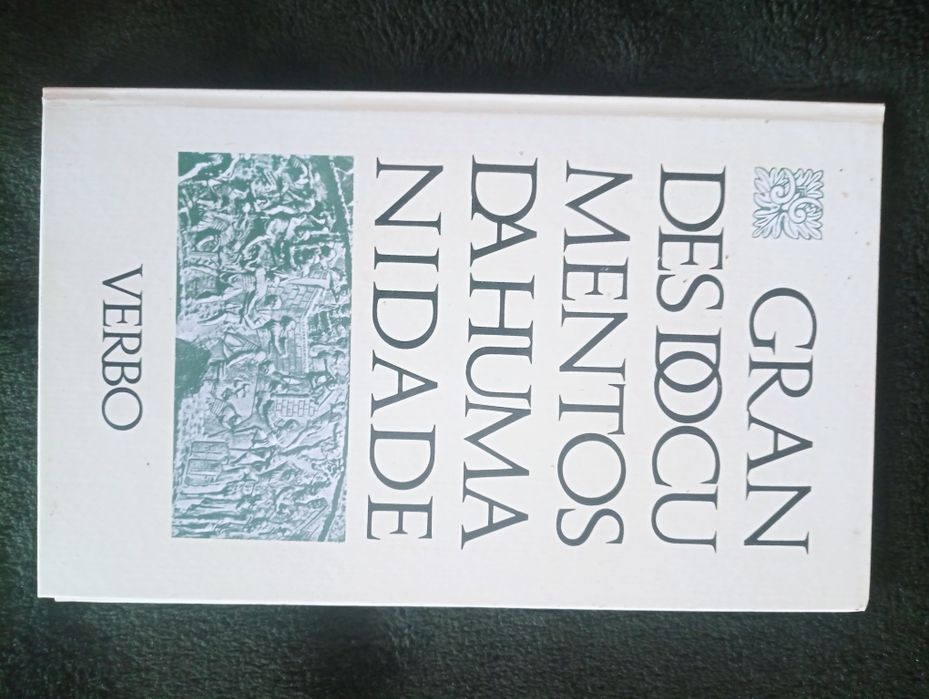 GRAN
DES DOCU
MENTOS
DA HUMA
NIDADE
VERBO